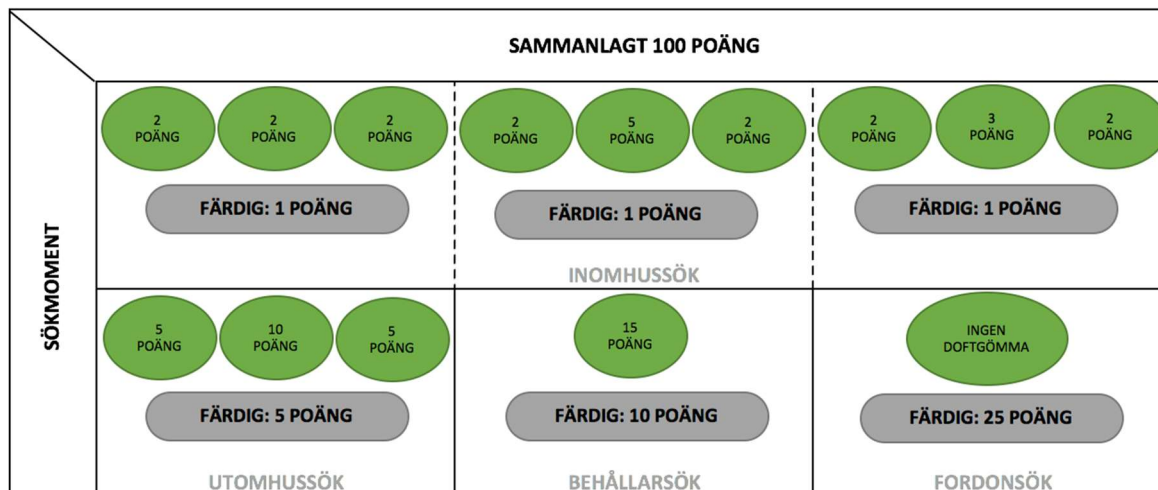 SAMMANLAGT 100 POÄNG
SÖKMOMENT
2
POÄNG
2
POÄNG
2
POÄNG
FÄRDIG: 1 POÄNG
2
POÄNG
5
POÄNG
2
POÄNG
FÄRDIG: 1 POÄNG
2
POÄNG
3
POÄNG
2
POÄNG
FÄRDIG: 1 POÄNG
INOMHUSSÖK
5
POÄNG
10
POÄNG
5
POÄNG
FÄRDIG: 5 POÄNG
UTOMHUSSÖK
15
POÄNG
FÄRDIG: 10 POÄNG
BEHÅLLARSÖK
INGEN
DOFTGÖMMA
FÄRDIG: 25 POÄNG
FORDONSÖK